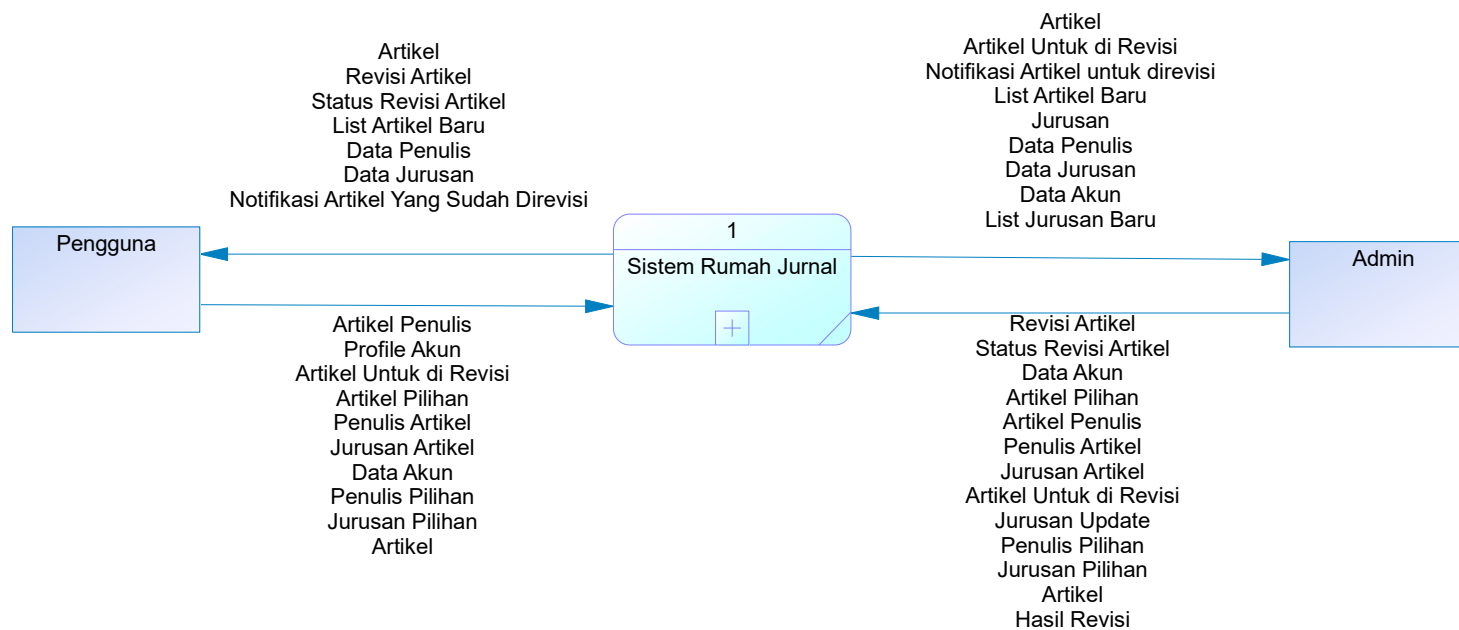 Artikel
Revisi Artikel
Status Revisi Artikel
List Artikel Baru
Data Penulis
Data Jurusan
Notifikasi Artikel Yang Sudah Direvisi
Artikel
Artikel Untuk di Revisi
Notifikasi Artikel untuk direvisi
List Artikel Baru
Jurusan
Data Penulis
Data Jurusan
Data Akun
List Jurusan Baru
Pengguna
1
Sistem Rumah Jurnal
Admin
Artikel Penulis
Profile Akun
Artikel Untuk di Revisi
Artikel Pilihan
Penulis Artikel
Jurusan Artikel
Data Akun
Penulis Pilihan
Jurusan Pilihan
Artikel
Revisi Artikel
Status Revisi Artikel
Data Akun
Artikel Pilihan
Artikel Penulis
Penulis Artikel
Jurusan Artikel
Artikel Untuk di Revisi
Jurusan Update
Penulis Pilihan
Jurusan Pilihan
Artikel
Hasil Revisi